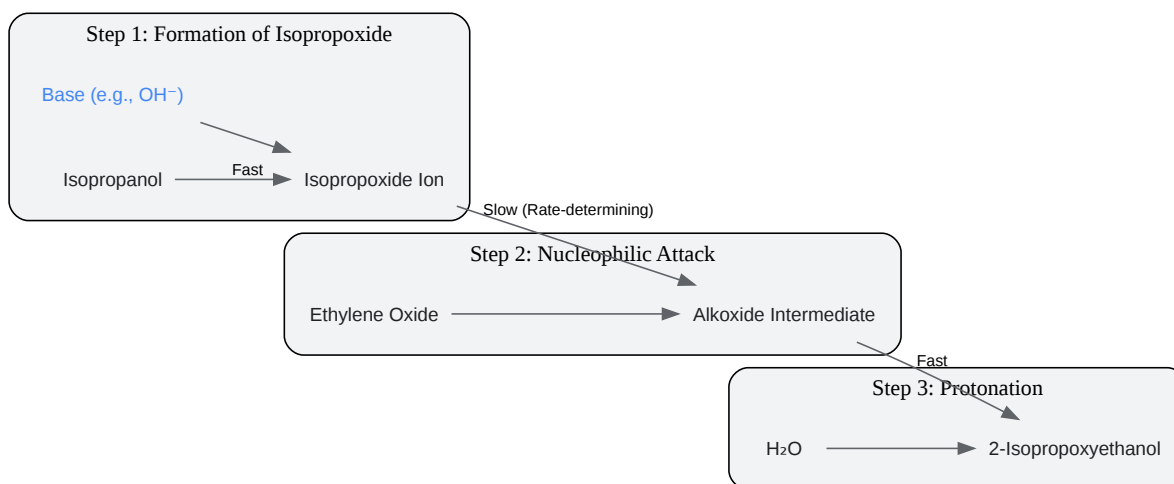 Step 1: Formation of Isopropoxide
Base (e.g., OH⁻)
Isopropanol
Fast
Isopropoxide Ion
Slow (Rate-determining)
Step 2: Nucleophilic Attack
Ethylene Oxide
Alkoxide Intermediate
Fast
Step 3: Protonation
H₂O
2-Isopropoxyethanol